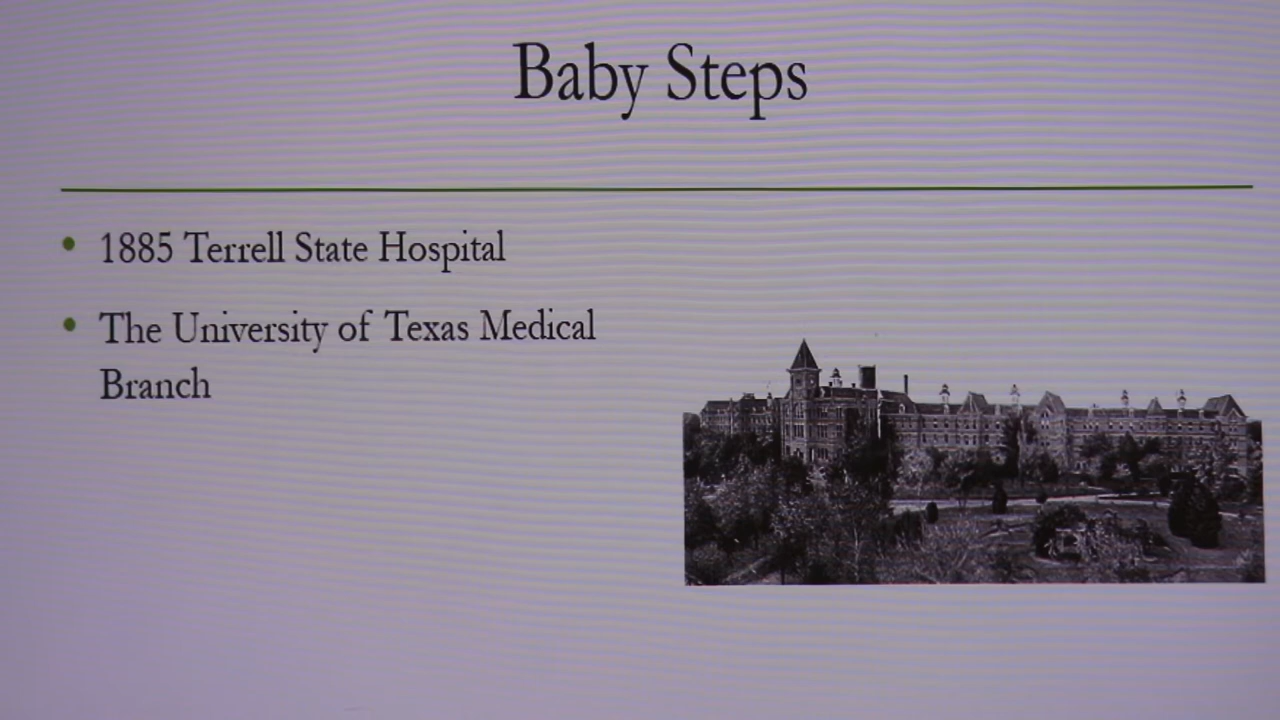 Baby Steps
1885 Terrell State Hospital
The University of Texas Medical
Branch